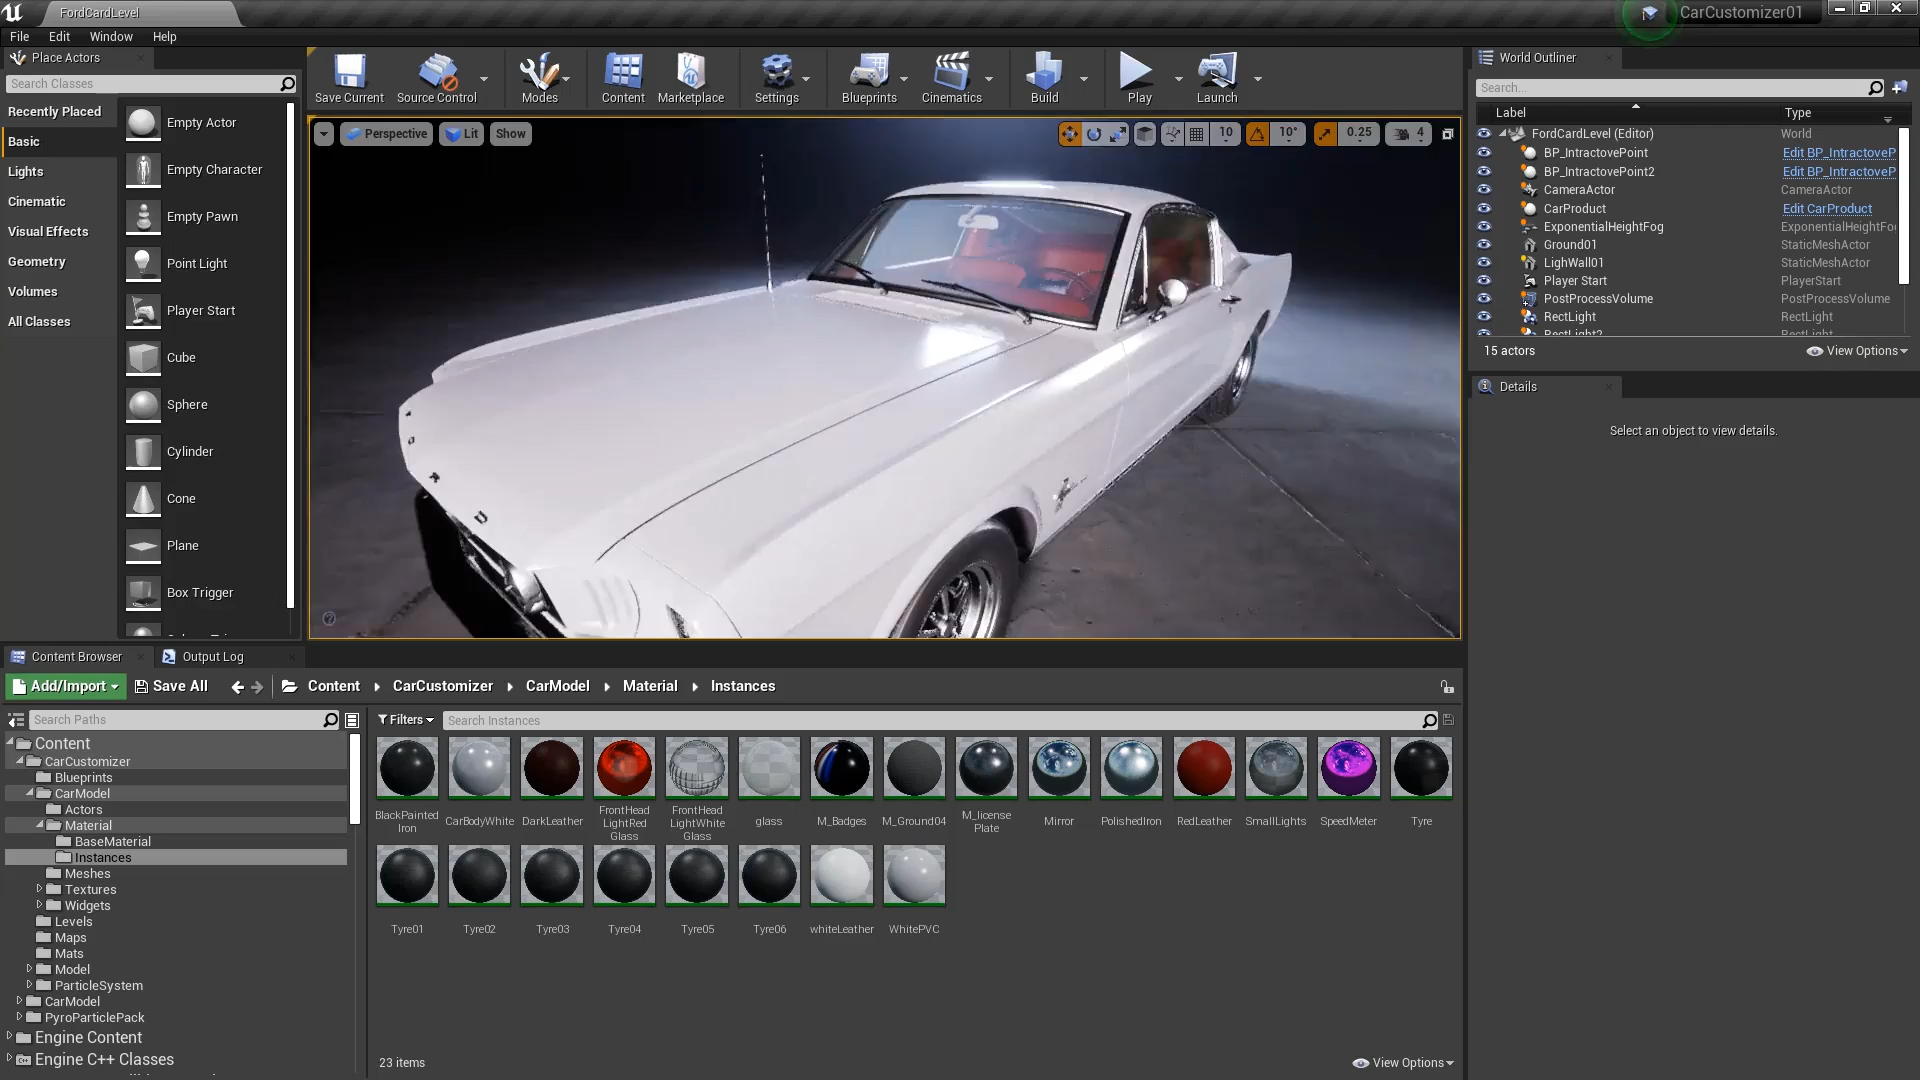 FordCardLevel
CarCustomizer01
File Edit Window Help
Place Actors
Search Classes
Recently Placed
Basic
Lights
Cinematic
Visual Effects
Geometry
Volumes
All Classes
Empty Actor
Empty Character
Empty Pawn
Point Light
Player Start
Cube
Sphere
Cylinder
Cone
Plane
Box Trigger
Save Current
Source Control
Modes
Content
Marketplace
Settings
Blueprints
Cinematics
Build
Play
Launch
Perspective
Lit
Show
10
10°
0.25
4
World Outliner
Search...
Label Type
FordCardLevel (Editor) World
BP_IntractovePoint Edit BP_IntractoveP
BP_IntractovePoint2 Edit BP_IntractoveP
CameraActor CameraActor
CarProduct Edit CarProduct
ExponentialHeightFog ExponentialHeightFo
Ground01 StaticMeshActor
LighWall01 StaticMeshActor
Player Start PlayerStart
PostProcessVolume PostProcessVolume
RectLight RectLight
RectLight2 RectLight
15 actors
View Options
Details
Select an object to view details.
Content Browser
Output Log
Add/Import
Save All
Content
CarCustomizer
CarModel
Material
Instances
Search Paths
Filters
Search Instances
Content
CarCustomizer
Blueprints
CarModel
Actors
Material
BaseMaterial
Instances
Meshes
Textures
Widgets
Levels
Maps
Mats
Model
ParticleSystem
CarModel
PyroParticlePack
Engine Content
Engine C++ Classes
BlackPainted
Iron
CarBodyWhite
DarkLeather
FrontHead
LightRed
Glass
FrontHead
LightWhite
Glass
glass
M_Badges
M_Ground04
M_license
Plate
Mirror
PolishedIron
RedLeather
SmallLights
SpeedMeter
Tyre
Tyre01
Tyre02
Tyre03
Tyre04
Tyre05
Tyre06
whiteLeather
WhitePVC
23 items
View Options